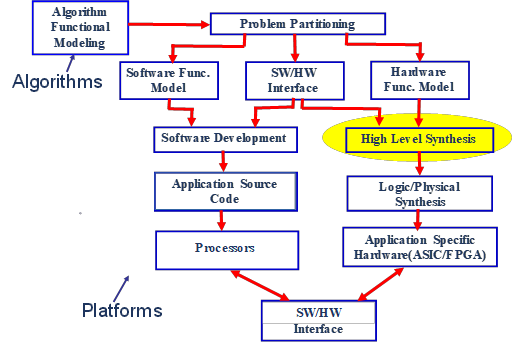 Algorithm
Functional
Modeling
Problem Partitioning
Algorithms
Software Func.
Model
SW/HW
Interface
Hardware
Func. Model
Software Development
High Level Synthesis
Application Source
Code
Logic/Physical
Synthesis
Processors
Application Specific
Hardware(ASIC/FPGA)
Platforms
SW/HW
Interface